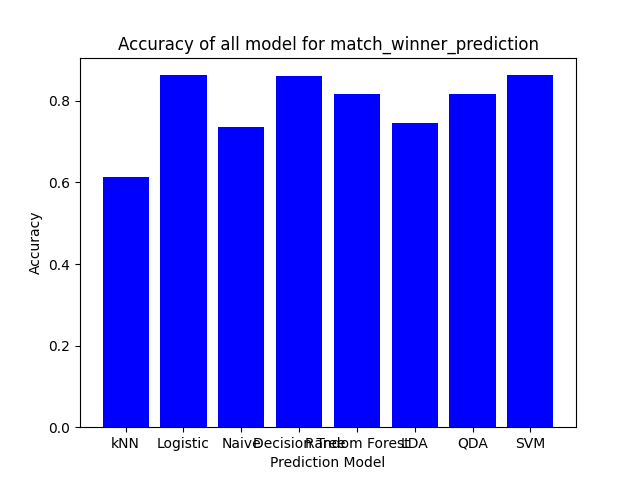 Accuracy of all model for match_winner_prediction
Accuracy
0.8
0.6
0.4
0.2
0.0
kNN Logistic Naive Decision Tree Random Forest LDA QDA SVM
Prediction Model